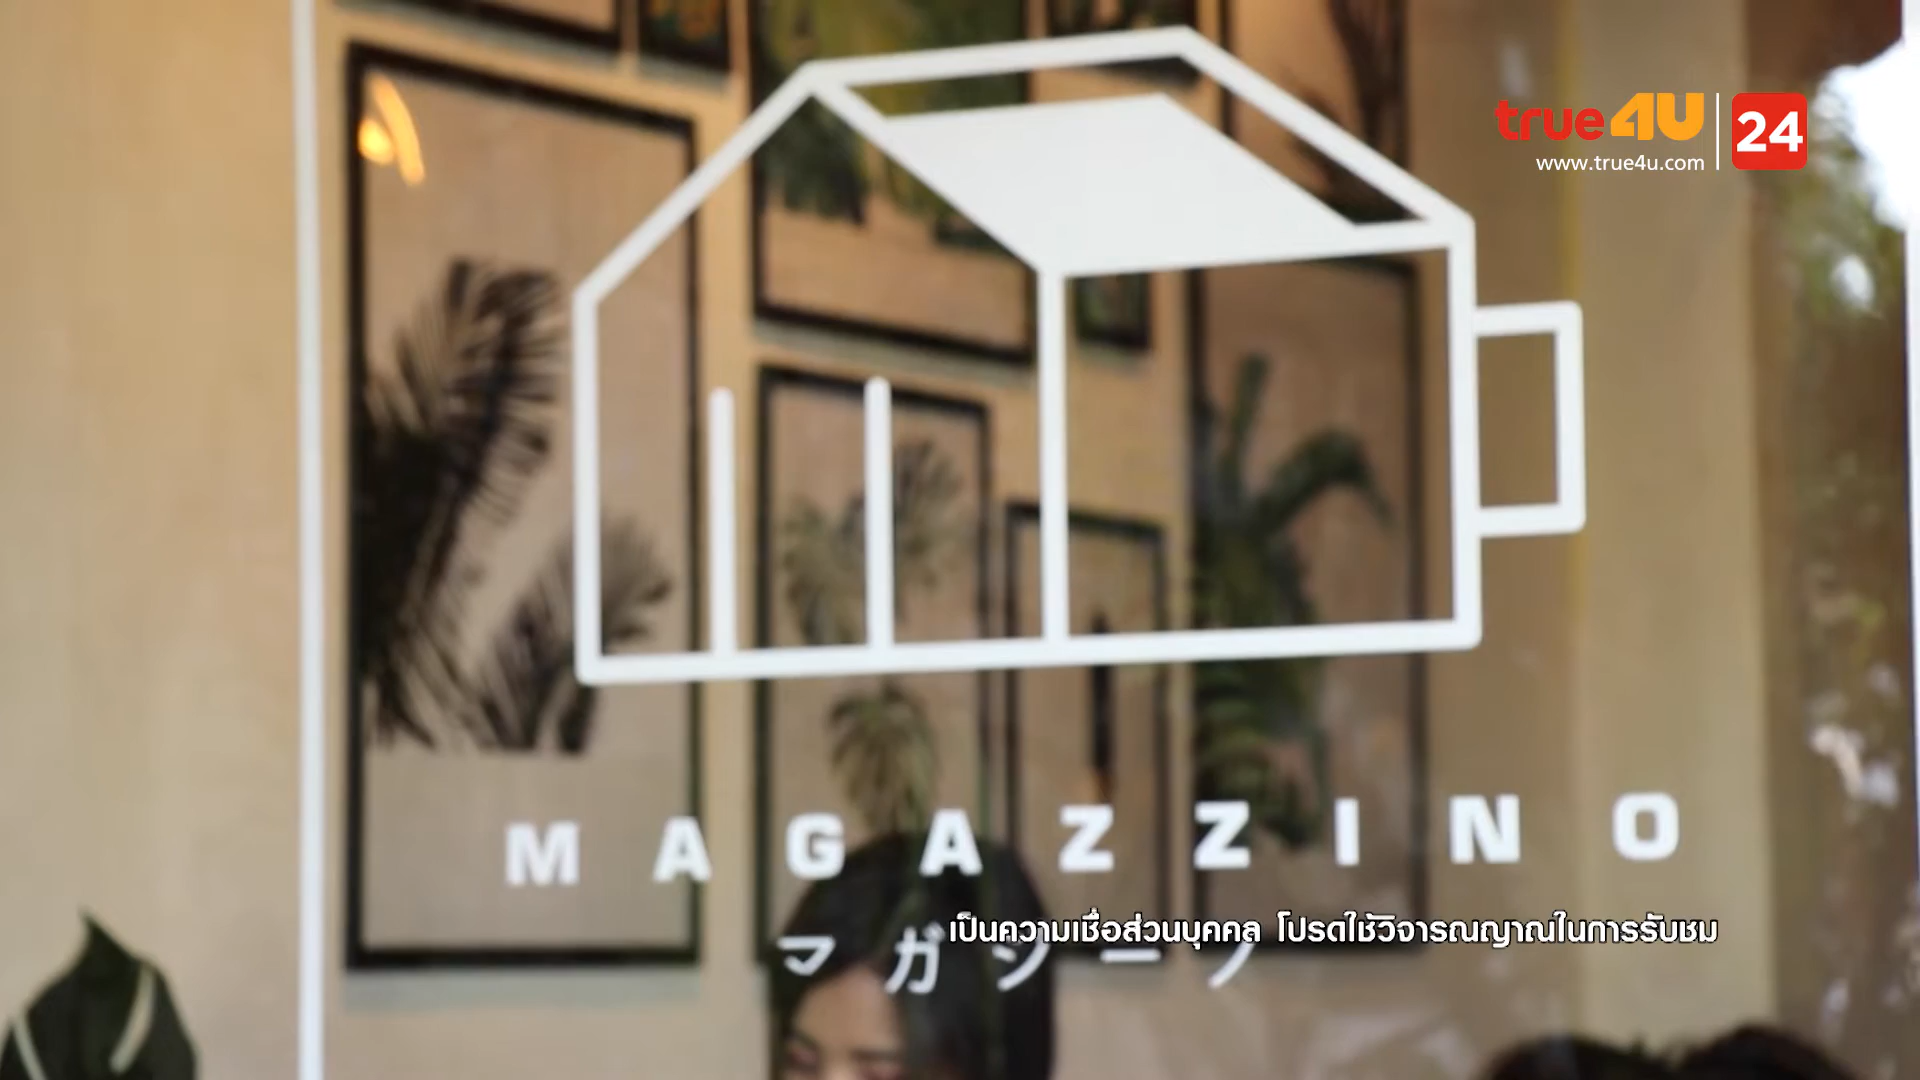 true4U
24
www.true4u.com
MAGAZZINO
เป็นความเชื่อส่วนบุคคล โปรดใช้วิจารณญาณในการรับชม
マガジーノ